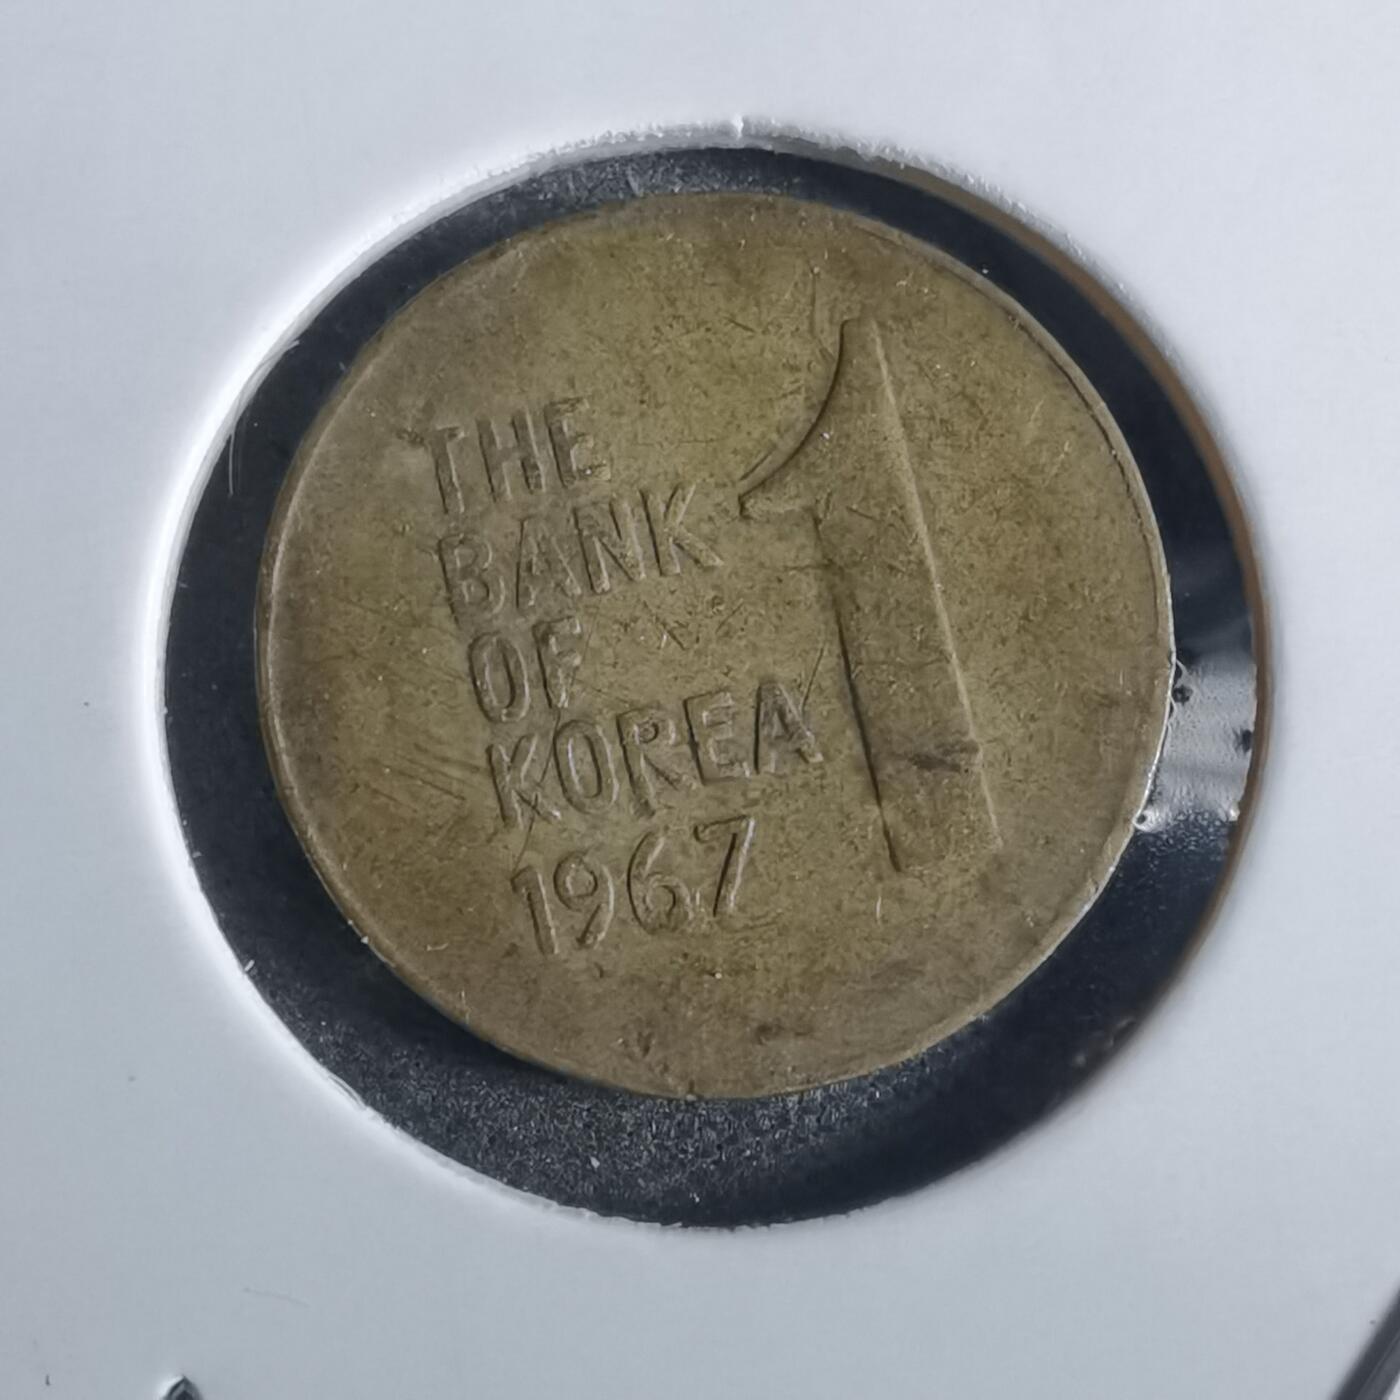 THE
BANK
OF
KOREA
1967
1